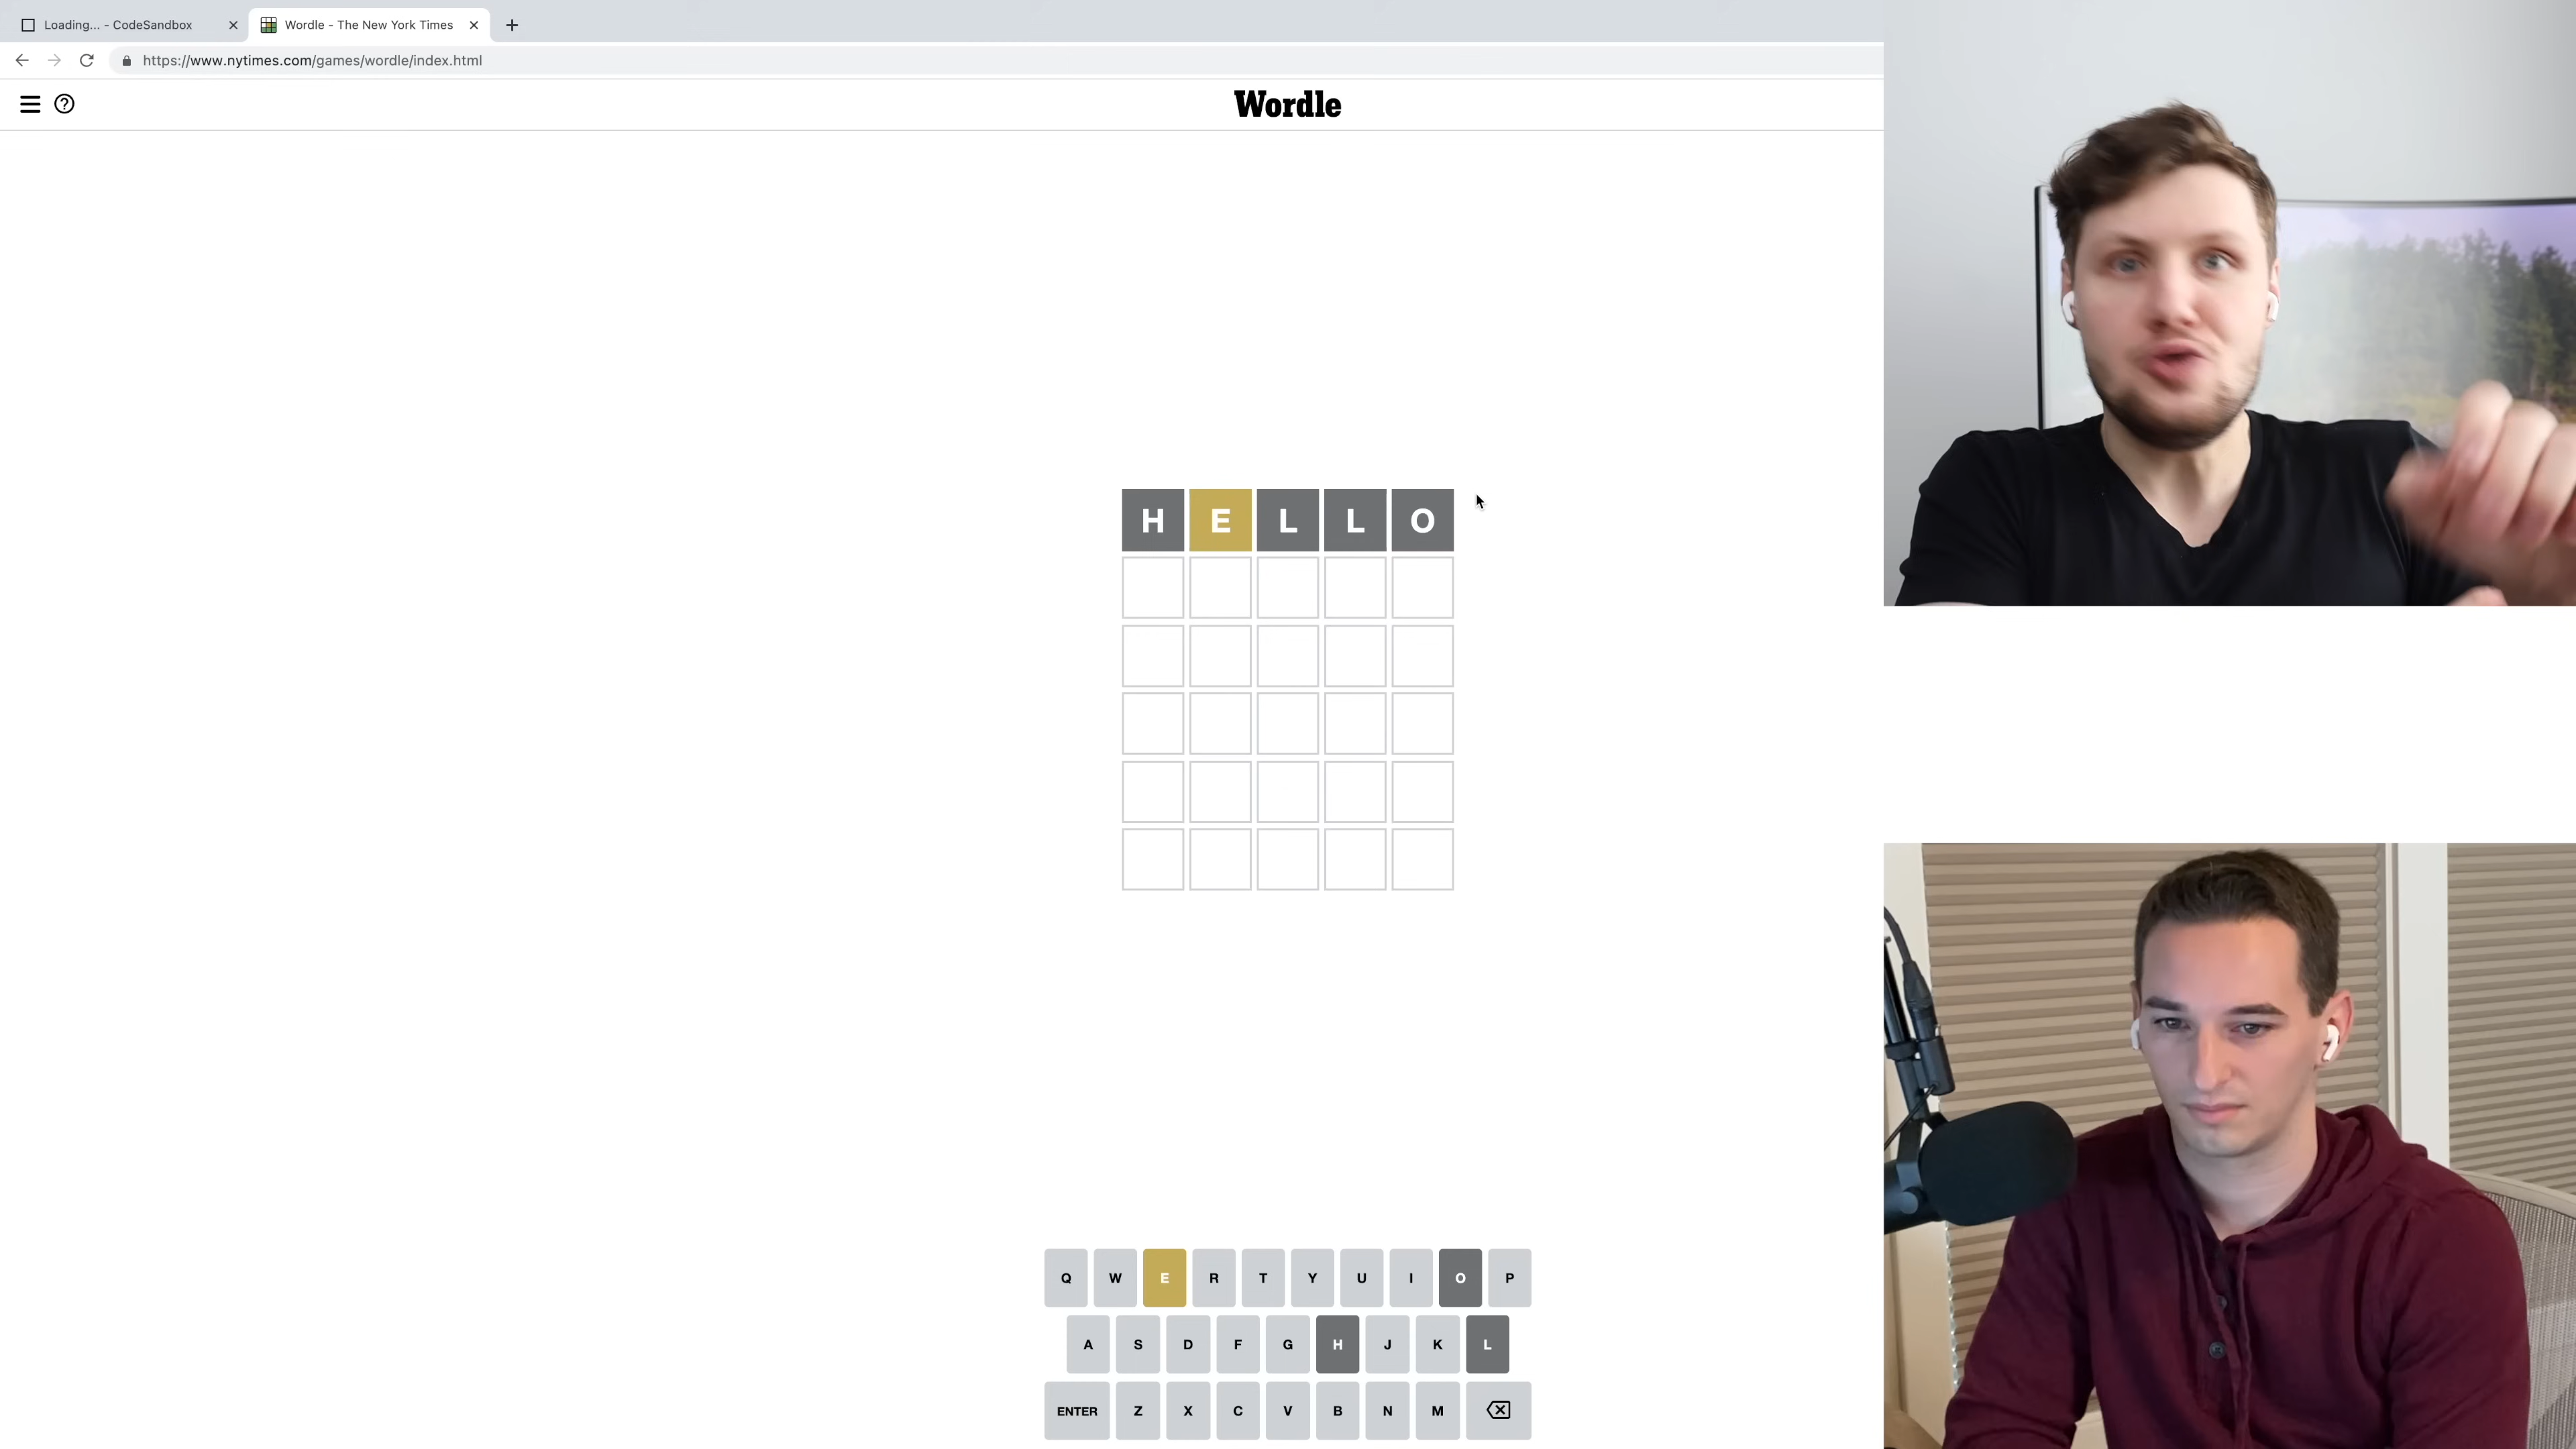 Loading... - CodeSandbox
Wordle - The New York Times
https://www.nytimes.com/games/wordle/index.html
Wordle
H E L L O
Q W E R T Y U I O P
A S D F G H J K L
ENTER Z X C V B N M